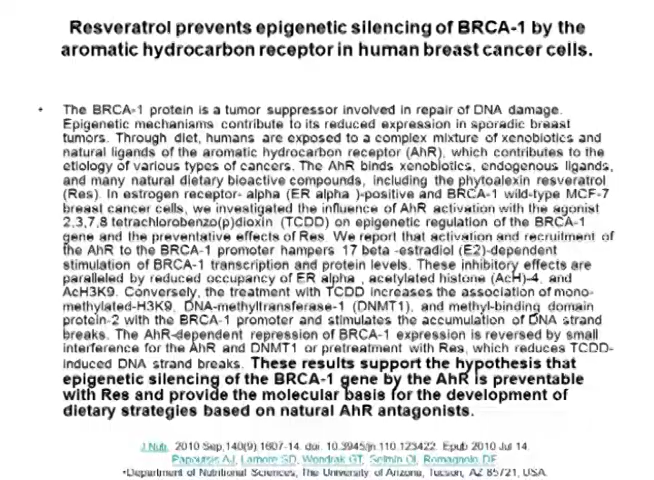 Resveratrol prevents epigenetic silencing of BRCA-1 by the
aromatic hydrocarbon receptor in human breast cancer cells.
• The BRCA-1 protein is a tumor suppressor involved in repair of DNA damage.
Epigenetic mechanisms contribute to its reduced expression in sporadic breast
tumors. Through diet, humans are exposed to a complex mixture of xenobiotics and
natural ligands of the aromatic hydrocarbon receptor (AhR), which contributes to the
etiology of various types of cancers. The AhR binds xenobiotics, endogenous ligands,
and many natural dietary bioactive compounds, including the phytoalexin resveratrol
(Res). In estrogen receptor- alpha (ER alpha )-positive and BRCA-1 wild-type MCF-7
breast cancer cells, we investigated the influence of AhR activation with the agonist
2,3,7,8 tetrachlorobenzo(p)dioxin (TCDD) on epigenetic regulation of the BRCA-1
gene and the preventative effects of Res. We report that activation and recruitment of
the AhR to the BRCA-1 promoter hampers 17 beta -estradiol (E2)-dependent
stimulation of BRCA-1 transcription and protein levels. These inhibitory effects are
paralleled by reduced occupancy of ER alpha , acetylated histone (AcH)-4, and
AcH3K9. Conversely, the treatment with TCDD increases the association of mono-
methylated-H3K9, DNA-methyltransferase-1 (DNMT1), and methyl-binding domain
protein-2 with the BRCA-1 promoter and stimulates the accumulation of DNA strand
breaks. The AhR-dependent repression of BRCA-1 expression is reversed by small
interference for the AhR and DNMT1 or pretreatment with Res, which reduces TCDD-
induced DNA strand breaks. These results support the hypothesis that
epigenetic silencing of the BRCA-1 gene by the AhR is preventable
with Res and provide the molecular basis for the development of
dietary strategies based on natural AhR antagonists.
J Nutr. 2010 Sep;140(9):1607-14. doi: 10.3945/jn.110.123422. Epub 2010 Jul 14.
Papoutsis AJ, Lamore SD, Wondrak GT, Selmin OI, Romagnolo DF.
•Department of Nutritional Sciences, The University of Arizona, Tucson, AZ 85721, USA.